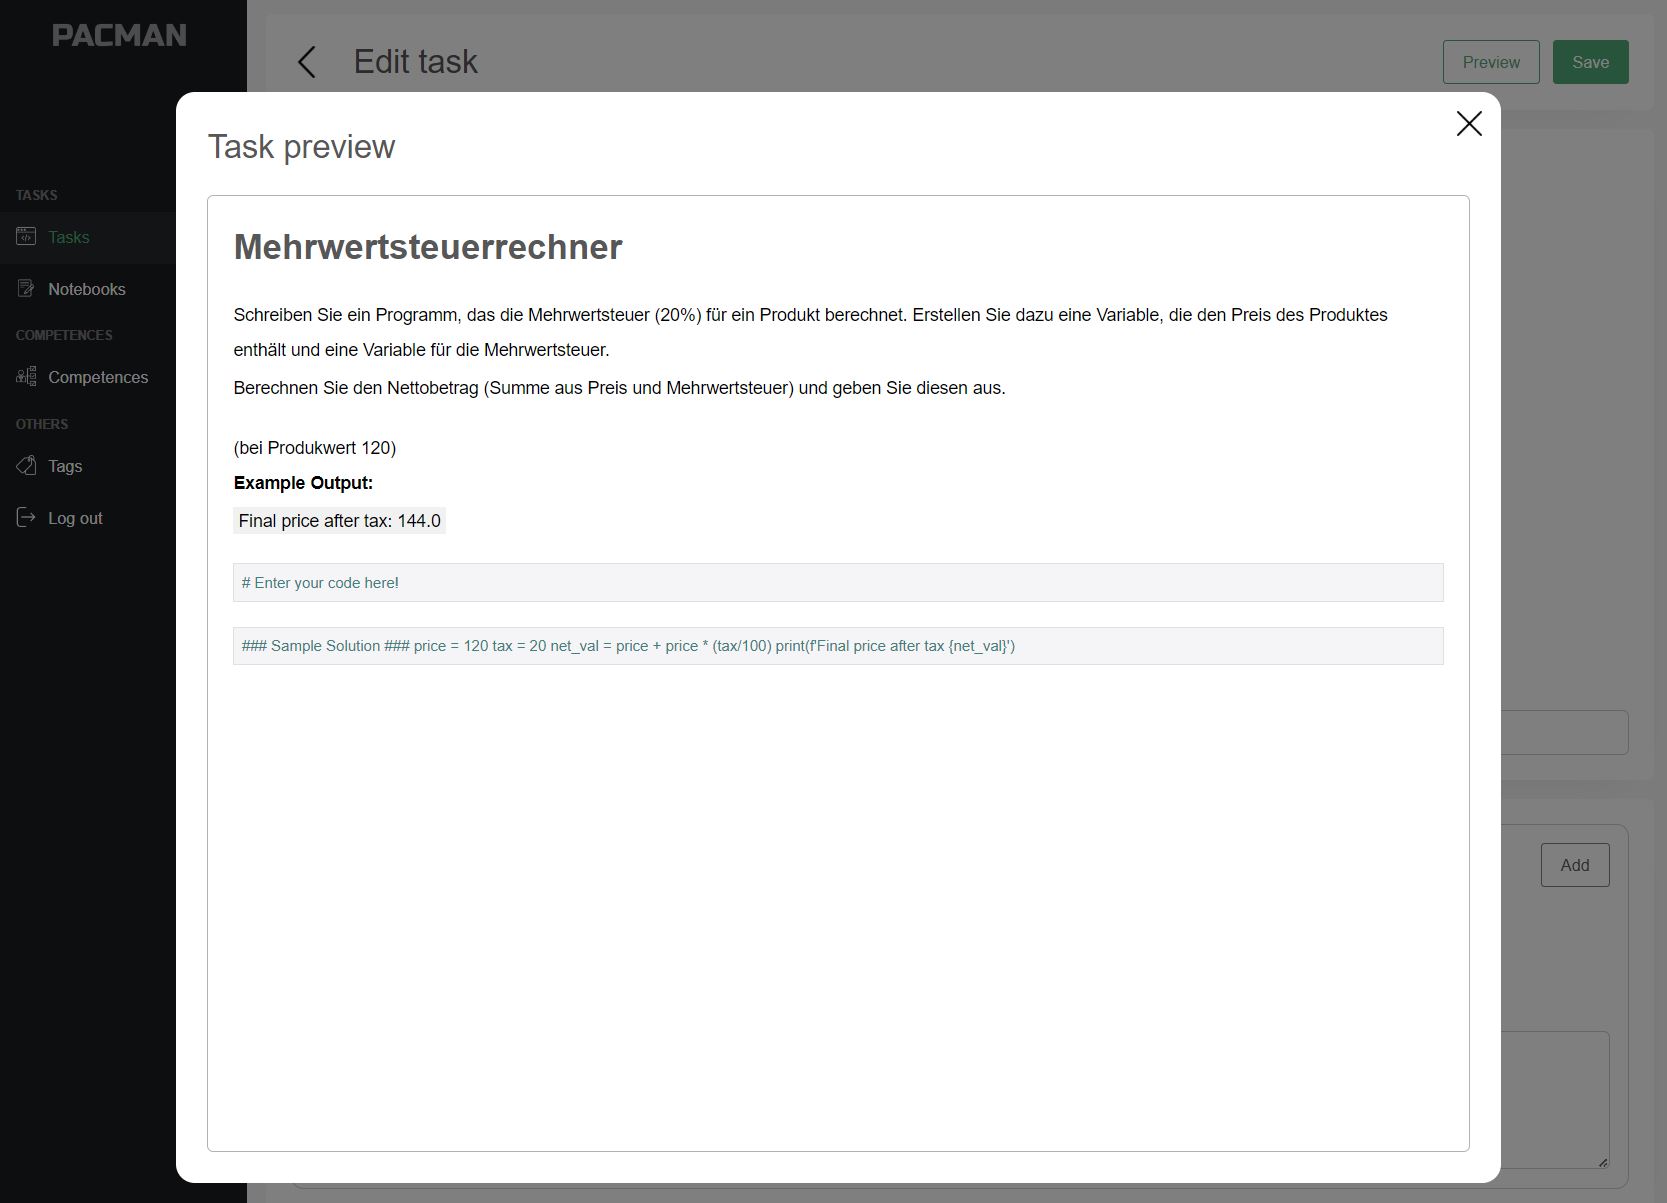 PACMAN
Edit task
Preview
Save
Task preview
TASKS
Tasks
Notebooks
COMPETENCES
Competences
OTHERS
Tags
Log out
Mehrwertsteuerrechner
Schreiben Sie ein Programm, das die Mehrwertsteuer (20%) für ein Produkt berechnet. Erstellen Sie dazu eine Variable, die den Preis des Produktes
enthält und eine Variable für die Mehrwertsteuer.
Berechnen Sie den Nettobetrag (Summe aus Preis und Mehrwertsteuer) und geben Sie diesen aus.
(bei Produkwert 120)
Example Output:
Final price after tax: 144.0
# Enter your code here!
### Sample Solution ### price = 120 tax = 20 net_val = price + price * (tax/100) print(f'Final price after tax {net_val}')
Add